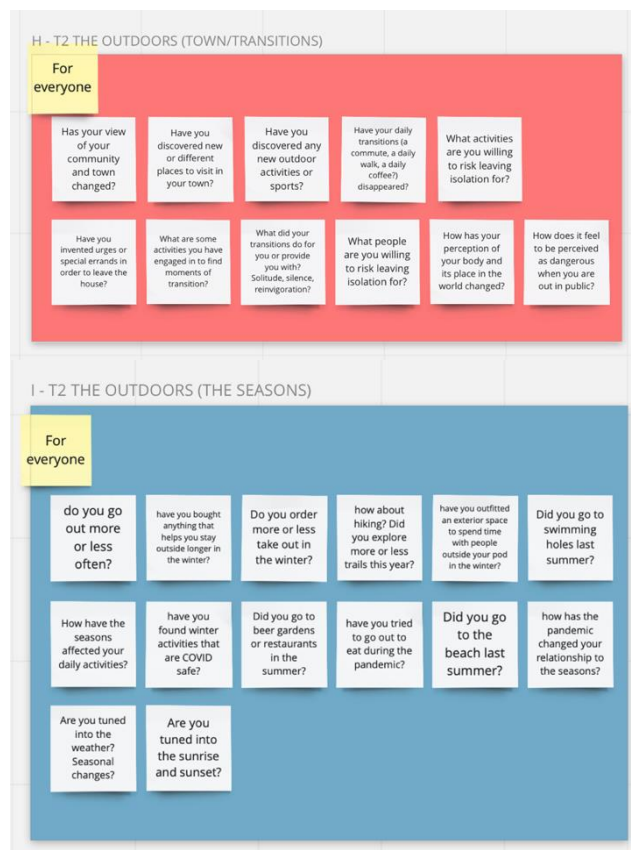 H - T2 THE OUTDOORS (TOWN/TRANSITIONS)
For
everyone
Has your view
of your
community
and town
changed?
Have you
discovered new
or different
places to visit in
your town?
Have you
discovered any
new outdoor
activities or
sports?
Have your daily
transitions (a
commute, a daily
walk, a daily
coffee?)
disappeared?
What activities
are you willing
to risk leaving
isolation for?
Have you
invented urges or
special errands in
order to leave the
house?
What are some
activities you have
engaged in to find
moments of
transition?
What did your
transitions do for
you or provide
you with?
Solitude, silence,
reinvigoration?
What people
are you willing
to risk leaving
isolation for?
How has your
perception of
your body and
its place in the
world changed?
How does it feel
to be perceived
as dangerous
when you are
out in public?
I - T2 THE OUTDOORS (THE SEASONS)
For
everyone
do you go
out more
or less
often?
have you bought
anything that
helps you stay
outside longer in
the winter?
Do you order
more or less
take out in
the winter?
how about
hiking? Did
you explore
more or less
trails this year?
have you outfitted
an exterior space
to spend time
with people
outside your pod
in the winter?
Did you go to
swimming
holes last
summer?
How have the
seasons
affected your
daily activities?
have you
found winter
activities that
are COVID
safe?
Did you go to
beer gardens
or restaurants
in the
summer?
have you tried
to go out to
eat during the
pandemic?
Did you go
to the
beach last
summer?
how has the
pandemic
changed your
relationship to
the seasons?
Are you tuned
into the
weather?
Seasonal
changes?
Are you
tuned into
the sunrise
and sunset?